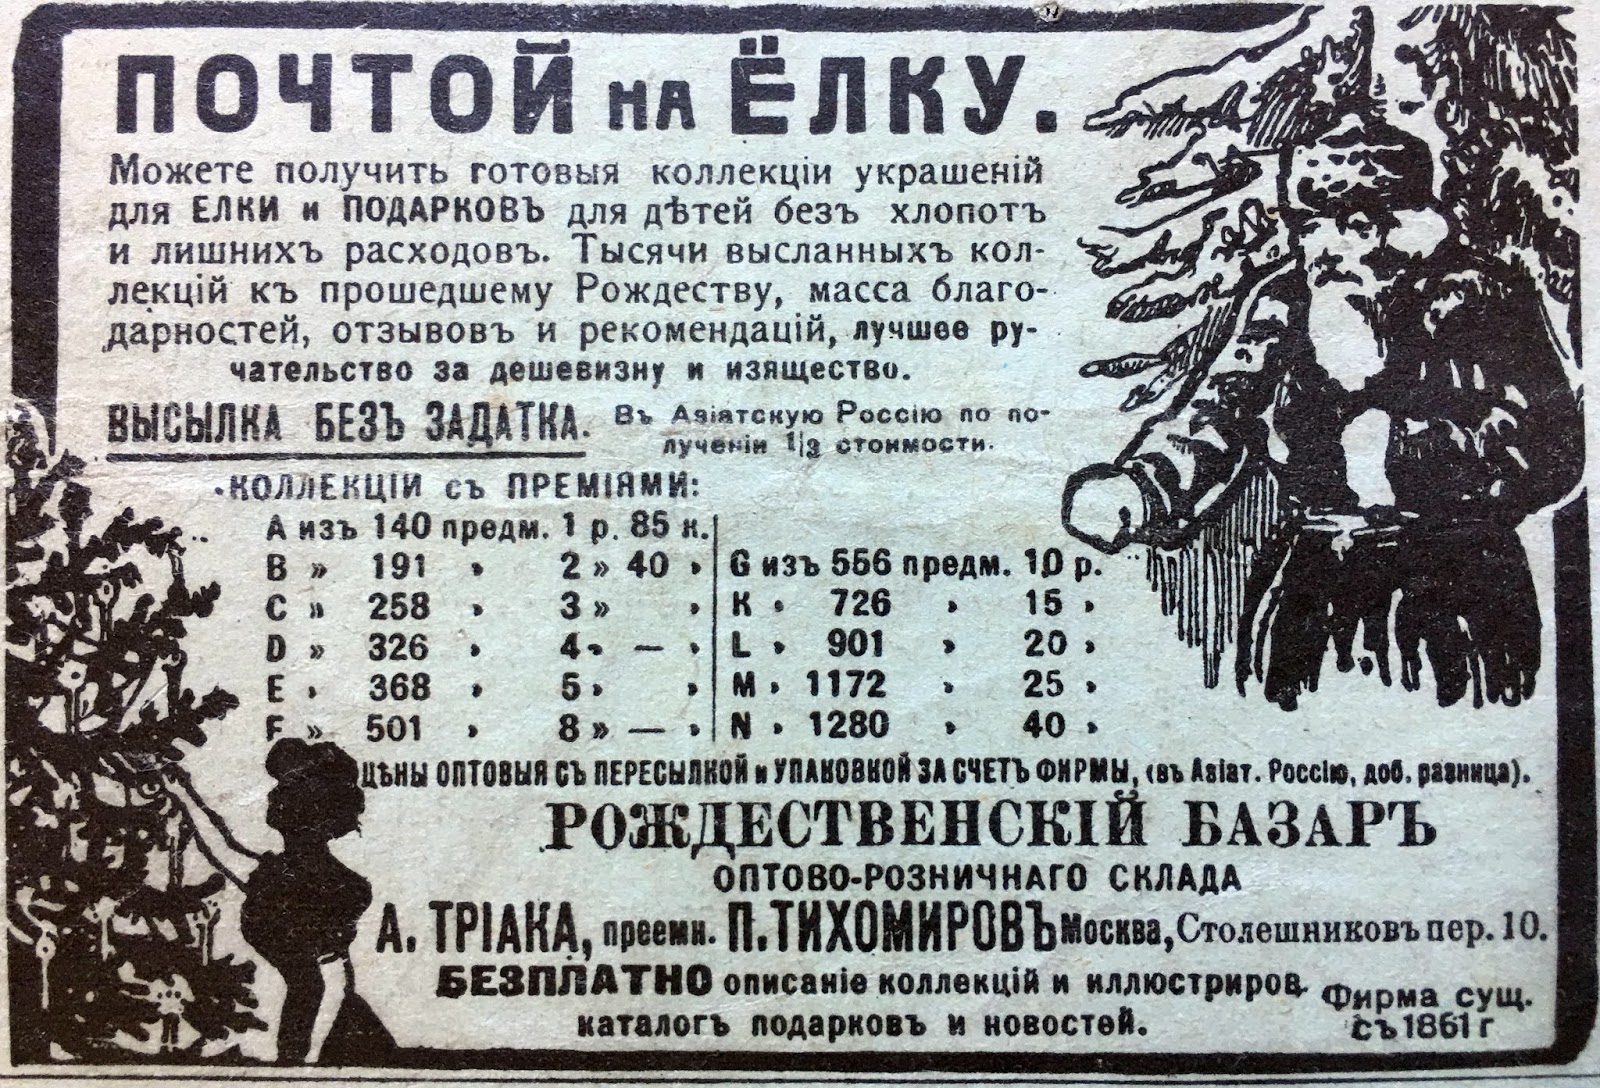 ПОЧТОЙ на ЁЛКУ.
Можете получить готовыя коллекціи украшеній
для ЕЛКИ и ПОДАРКОВЪ для дѣтей безъ хлопотъ
и лишнихъ расходовъ. Тысячи высланныхъ кол-
лекцій къ прошедшему Рождеству, масса благо-
дарностей, отзывовъ и рекомендацій, лучшее ру-
чательство за дешевизну и изящество.
ВЫСЫЛКА БЕЗЪ ЗАДАТКА. Въ Азіатскую Россію по по-
лученіи 1/3 стоимости.
КОЛЛЕКЦІИ съ ПРЕМІЯМИ:
А изъ 140 предм. 1 р. 85 к.
B » 191 » 2 » 40 »
C » 258 » 3 » »
D » 326 » 4 » — »
E » 368 » 5 » »
F » 501 » 8 » — »
G изъ 556 предм. 10 р.
K » 726 » 15 »
L » 901 » 20 »
M » 1172 » 25 »
N » 1280 » 40 »
ЦѢНЫ ОПТОВЫЯ СЪ ПЕРЕСЫЛКОЙ и УПАКОВКОЙ ЗА СЧЕТЪ ФИРМЫ, (въ Азіат. Россію, доб. разница).
РОЖДЕСТВЕНСКІЙ БАЗАРЪ
ОПТОВО-РОЗНИЧНАГО СКЛАДА
А. ТРІАКА, преемн. П. ТИХОМИРОВЪ Москва, Столешниковъ пер. 10.
БЕЗПЛАТНО описаніе коллекцій и иллюстриров.
каталогъ подарковъ и новостей.
Фирма сущ.
съ 1861 г